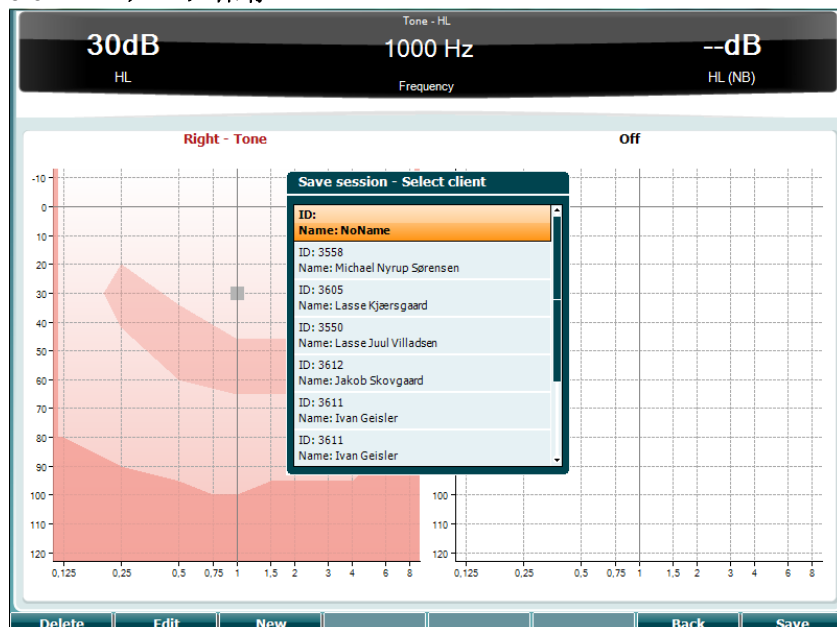 Tone - HL
30dB
1000 Hz
--dB
HL
Frequency
HL (NB)
Right - Tone
Off
Save session - Select client
ID:
Name: NoName
ID: 3558
Name: Michael Nyrup Sørensen
ID: 3605
Name: Lasse Kjærsgaard
ID: 3550
Name: Lasse Juul Villadsen
ID: 3612
Name: Jakob Skovgaard
ID: 3611
Name: Ivan Geisler
ID: 3611
Name: Ivan Geisler
-10
0
10
20
30
40
50
60
70
80
90
100
110
120
100
110
120
0,125 0,25 0,5 0,75 1 1,5 2 3 4 6 8
0,125 0,25 0,5 0,75 1 1,5 2 3 4 6 8
Delete Edit New Back Save